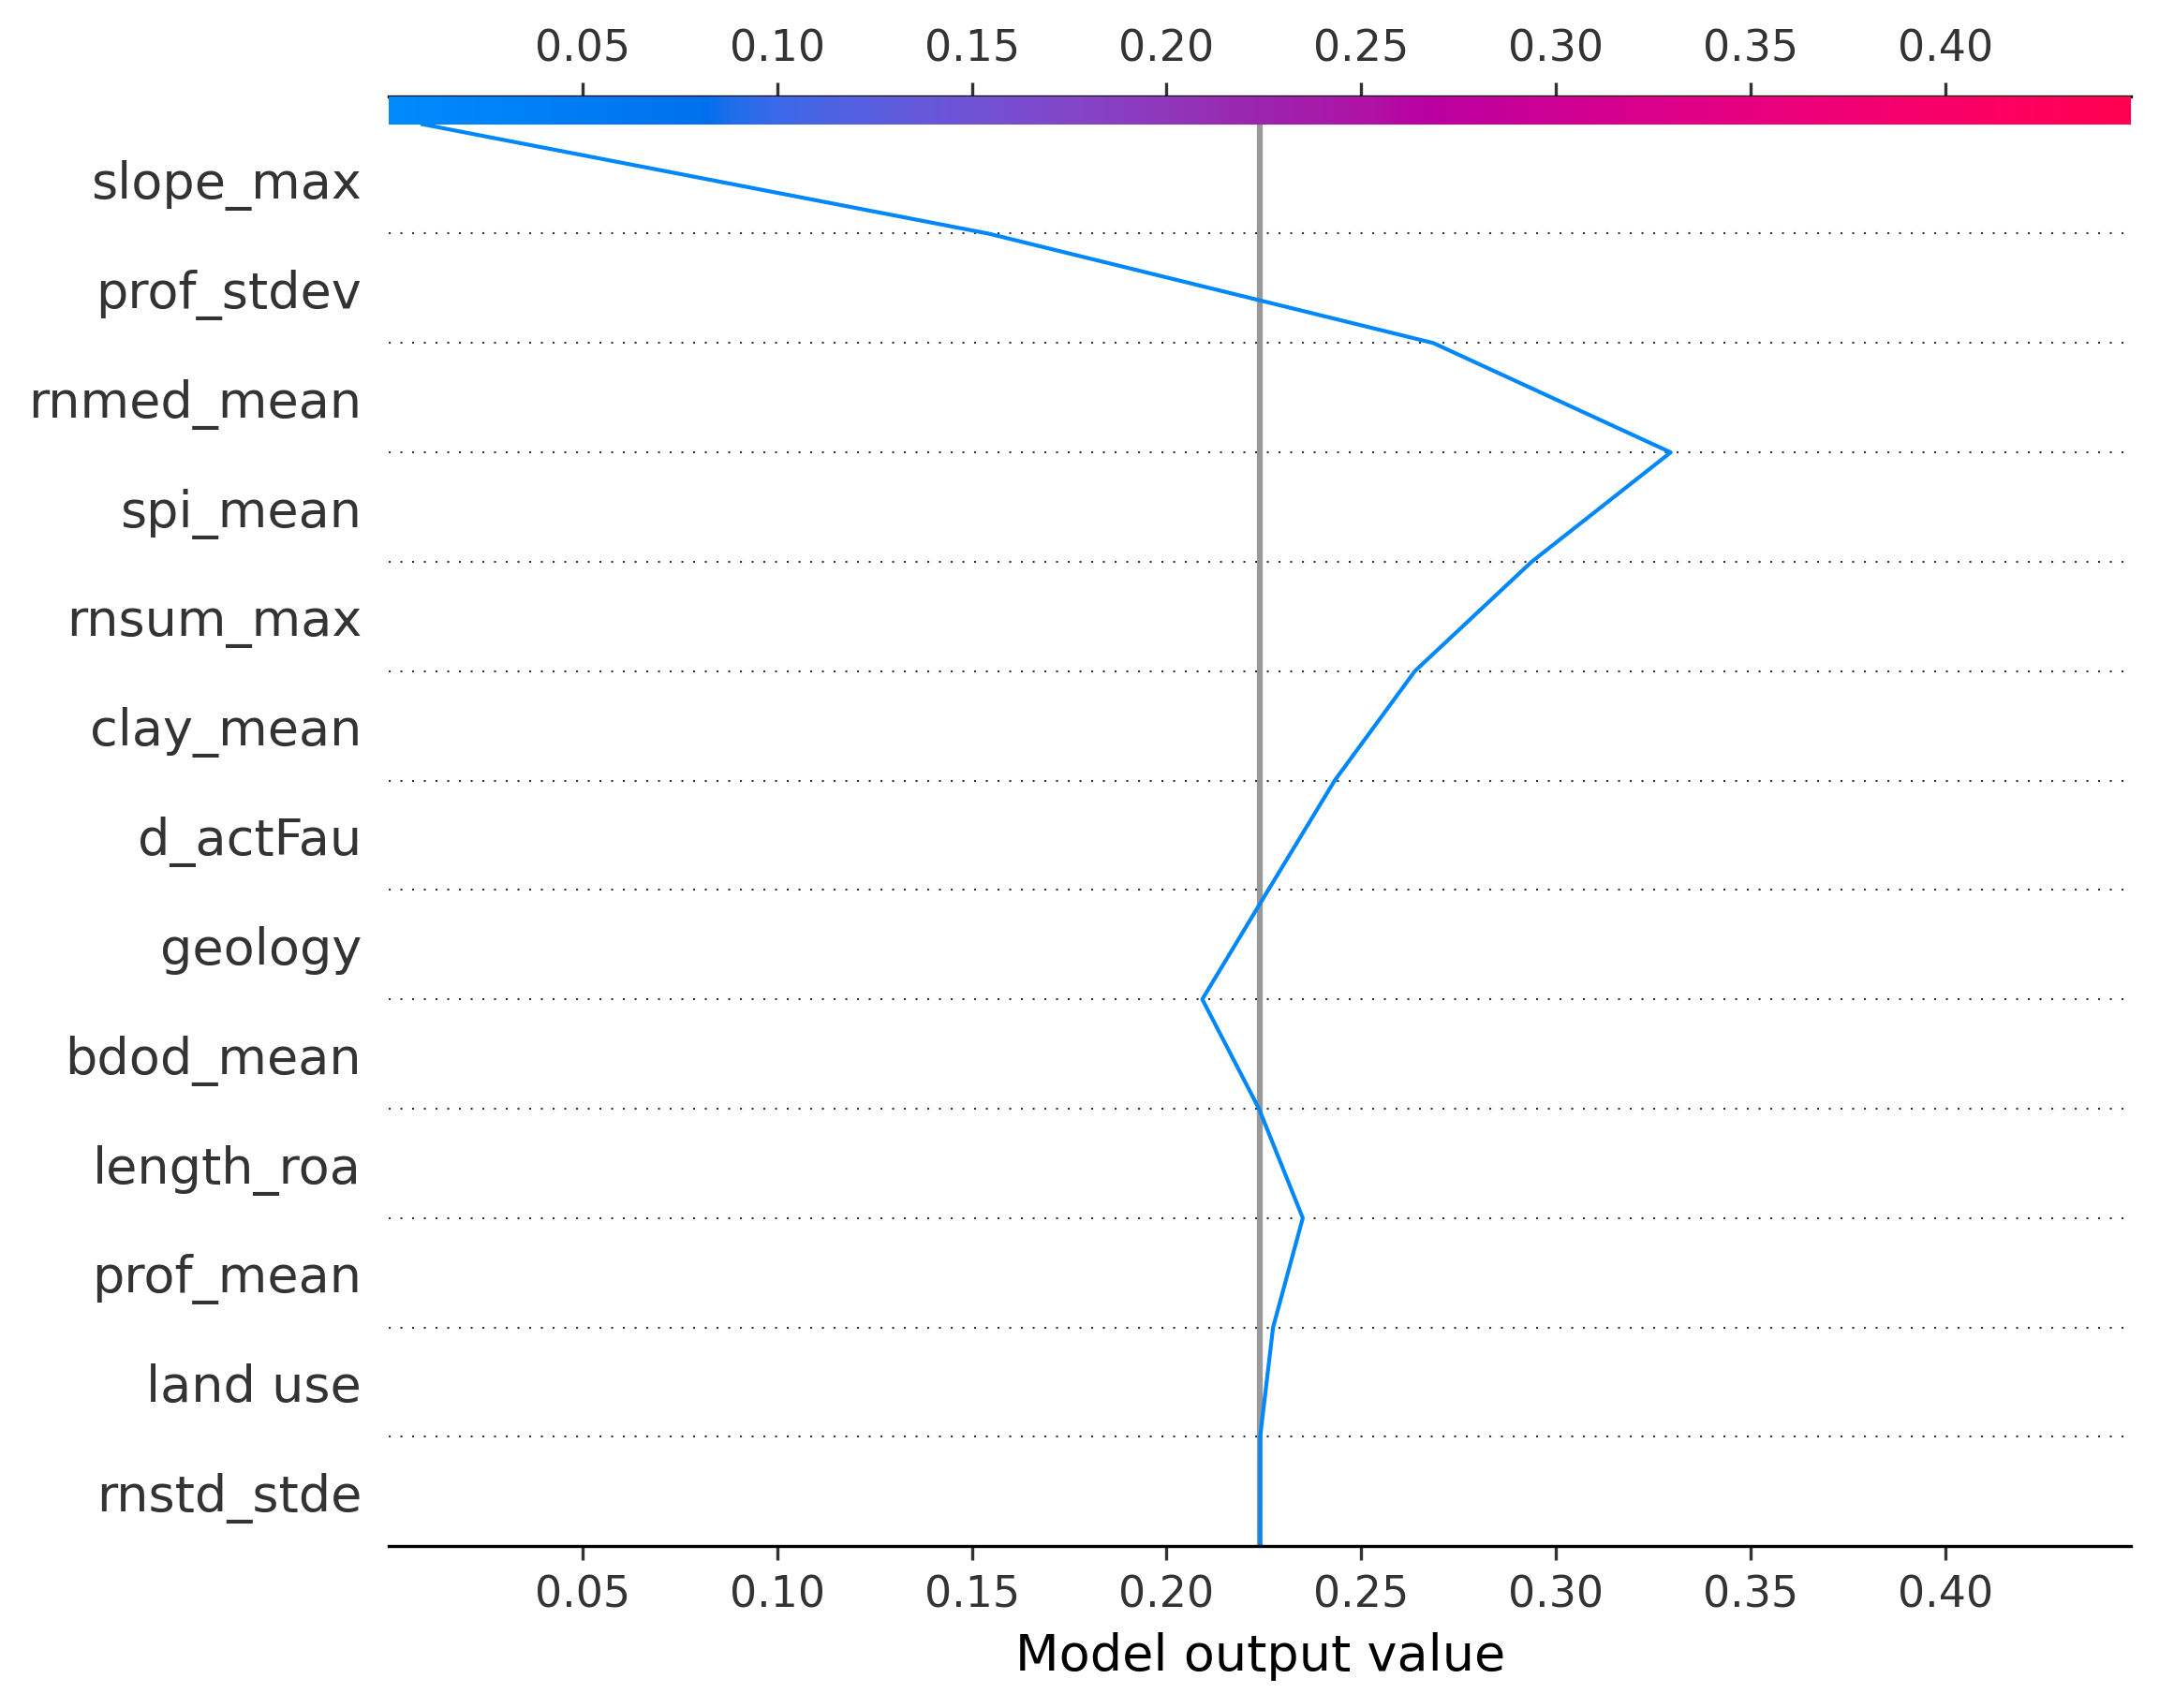 0.05 0.10 0.15 0.20 0.25 0.30 0.35 0.40
slope_max
prof_stdev
rnmed_mean
spi_mean
rnsum_max
clay_mean
d_actFau
geology
bdod_mean
length_roa
prof_mean
land use
rnstd_stde
0.05 0.10 0.15 0.20 0.25 0.30 0.35 0.40
Model output value